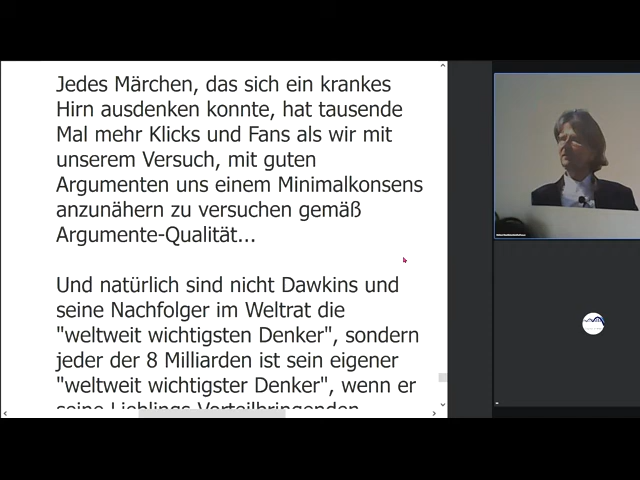 Jedes Märchen, das sich ein krankes
Hirn ausdenken konnte, hat tausende
Mal mehr Klicks und Fans als wir mit
unserem Versuch, mit guten
Argumenten uns einem Minimalkonsens
anzunähern zu versuchen gemäß
Argumente-Qualität...
Und natürlich sind nicht Dawkins und
seine Nachfolger im Weltrat die
"weltweit wichtigsten Denker", sondern
jeder der 8 Milliarden ist sein eigener
"weltweit wichtigster Denker", wenn er
seine Lieblings-Vorteilbringenden